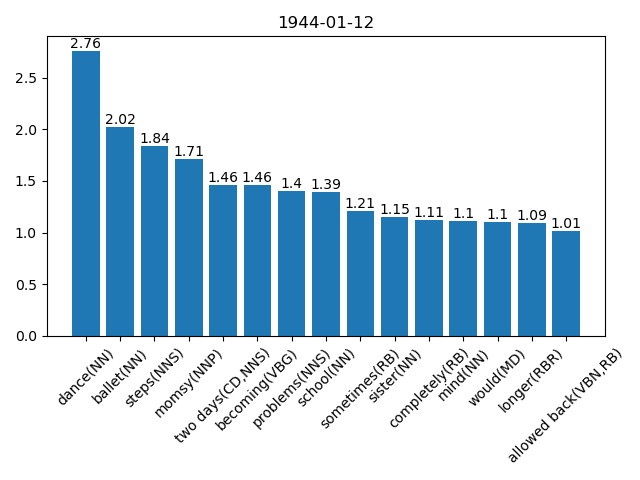 1944-01-12
2.76
2.02
1.84
1.71
1.46
1.46
1.4
1.39
1.21
1.15
1.11
1.1
1.1
1.09
1.01
2.5
2.0
1.5
1.0
0.5
0.0
dance(NN)
ballet(NN)
steps(NNS)
momsy(NNP)
two days(CD,NNS)
becoming(VBG)
problems(NNS)
school(NN)
sometimes(RB)
sister(NN)
completely(RB)
mind(NN)
would(MD)
longer(RBR)
allowed back(VBN,RB)